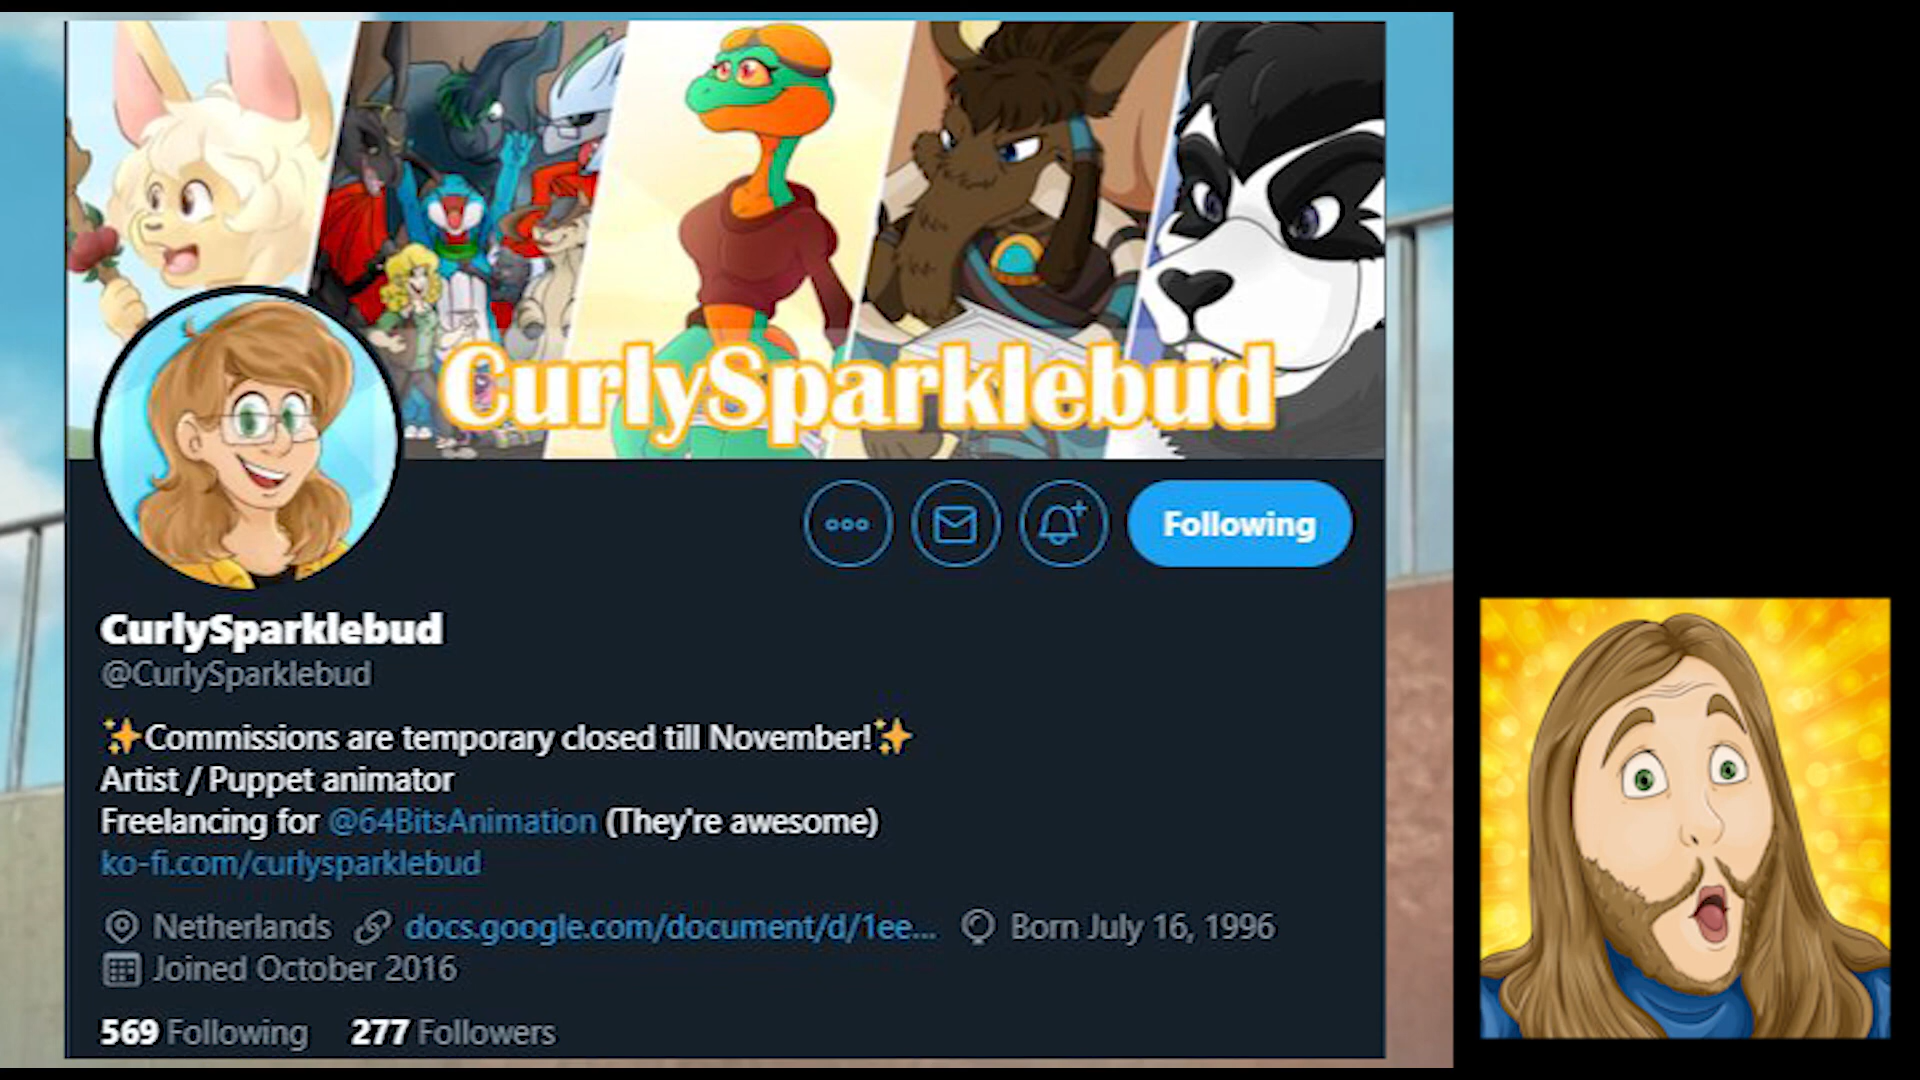 CurlySparklebud
Following
CurlySparklebud
@CurlySparklebud
✨Commissions are temporary closed till November!✨
Artist / Puppet animator
Freelancing for @64BitsAnimation (They're awesome)
ko-fi.com/curlysparklebud
Netherlands docs.google.com/document/d/1ee... Born July 16, 1996
Joined October 2016
569 Following 277 Followers